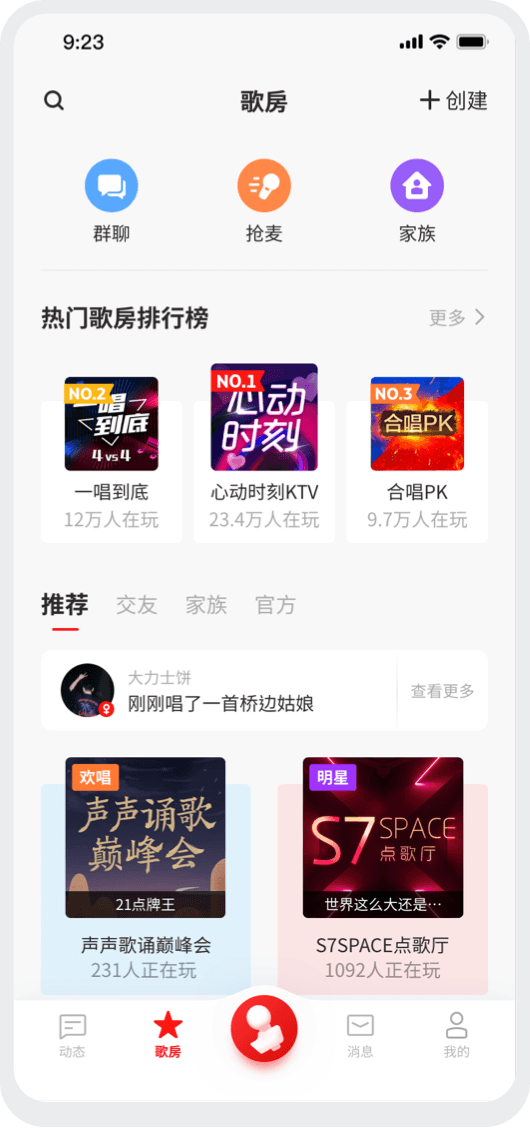 9:23
歌房
创建
群聊
抢麦
家族
热门歌房排行榜
更多
NO.2
一唱
到底
4 vs 4
NO.1
心动
时刻
NO.3
合唱PK
一唱到底
心动时刻KTV
合唱PK
12万人在玩
23.4万人在玩
9.7万人在玩
推荐
交友
家族
官方
大力士饼
刚刚唱了一首桥边姑娘
查看更多
欢唱
声声诵歌
巅峰会
21点牌王
明星
S7 SPACE
点歌厅
世界这么大还是…
声声歌诵巅峰会
S7SPACE点歌厅
231人正在玩
1092人正在玩
动态
歌房
消息
我的